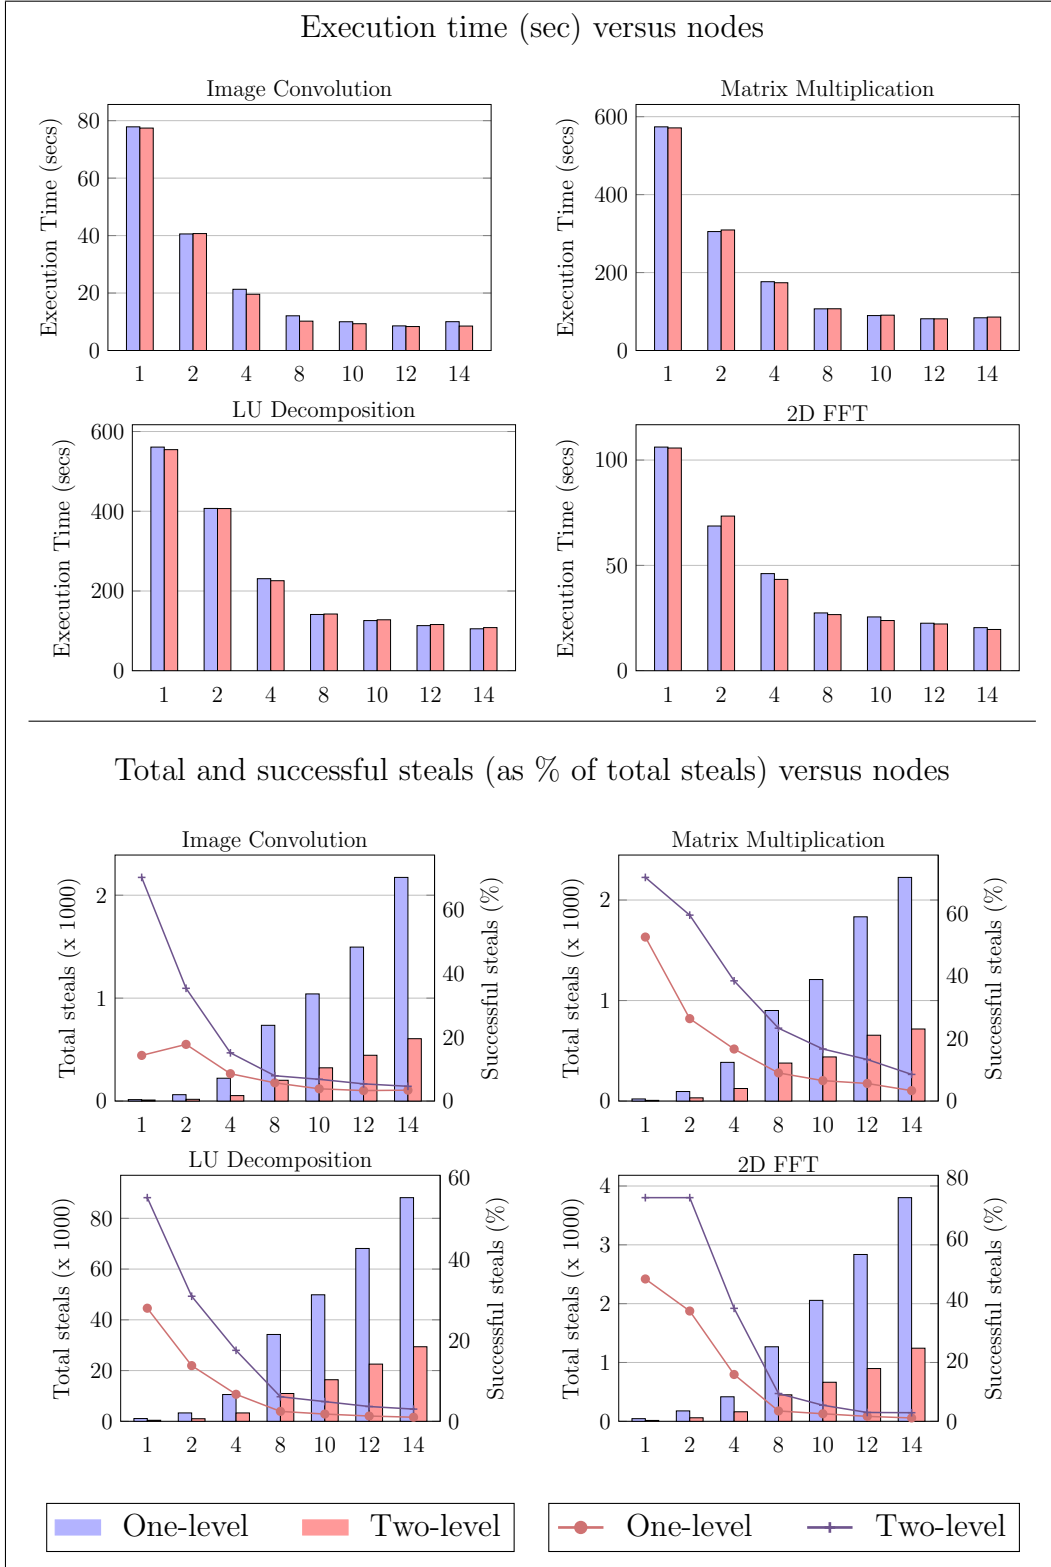 Execution time (sec) versus nodes
Image Convolution
Execution Time (secs)
80
60
40
20
0
1 2 4 8 10 12 14
Matrix Multiplication
Execution Time (secs)
600
400
200
0
1 2 4 8 10 12 14
LU Decomposition
Execution Time (secs)
600
400
200
0
1 2 4 8 10 12 14
2D FFT
Execution Time (secs)
100
50
0
1 2 4 8 10 12 14
Total and successful steals (as % of total steals) versus nodes
Image Convolution
Total steals (x 1000)
2
1
0
1 2 4 8 10 12 14
60
40
20
0
Successful steals (%)
Matrix Multiplication
Total steals (x 1000)
2
1
0
1 2 4 8 10 12 14
60
40
20
0
Successful steals (%)
LU Decomposition
Total steals (x 1000)
80
60
40
20
0
1 2 4 8 10 12 14
60
40
20
0
Successful steals (%)
2D FFT
Total steals (x 1000)
4
3
2
1
0
1 2 4 8 10 12 14
80
60
40
20
0
Successful steals (%)
One-level Two-level
One-level Two-level